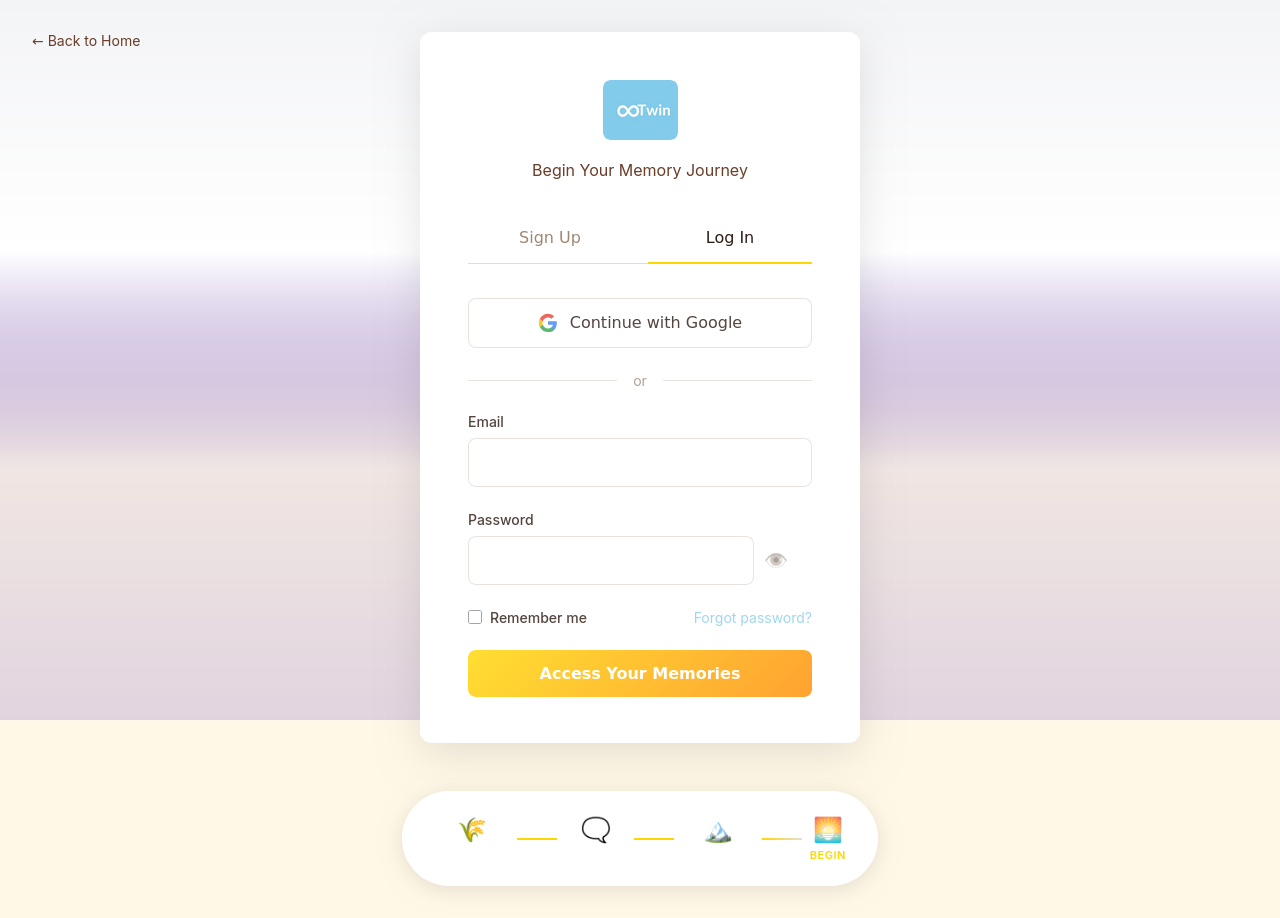 ← Back to Home
Twin
Begin Your Memory Journey
Sign Up
Log In
Continue with Google
or
Email
Password
Remember me
Forgot password?
Access Your Memories
BEGIN